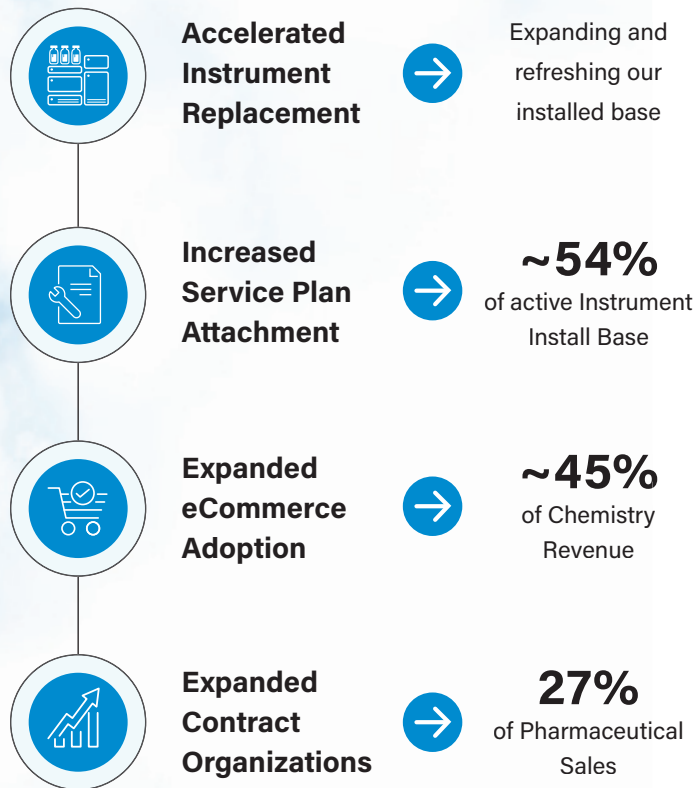 Accelerated
Instrument
Replacement
Expanding and
refreshing our
installed base
Increased
Service Plan
Attachment
~54%
of active Instrument
Install Base
Expanded
eCommerce
Adoption
~45%
of Chemistry
Revenue
Expanded
Contract
Organizations
27%
of Pharmaceutical
Sales